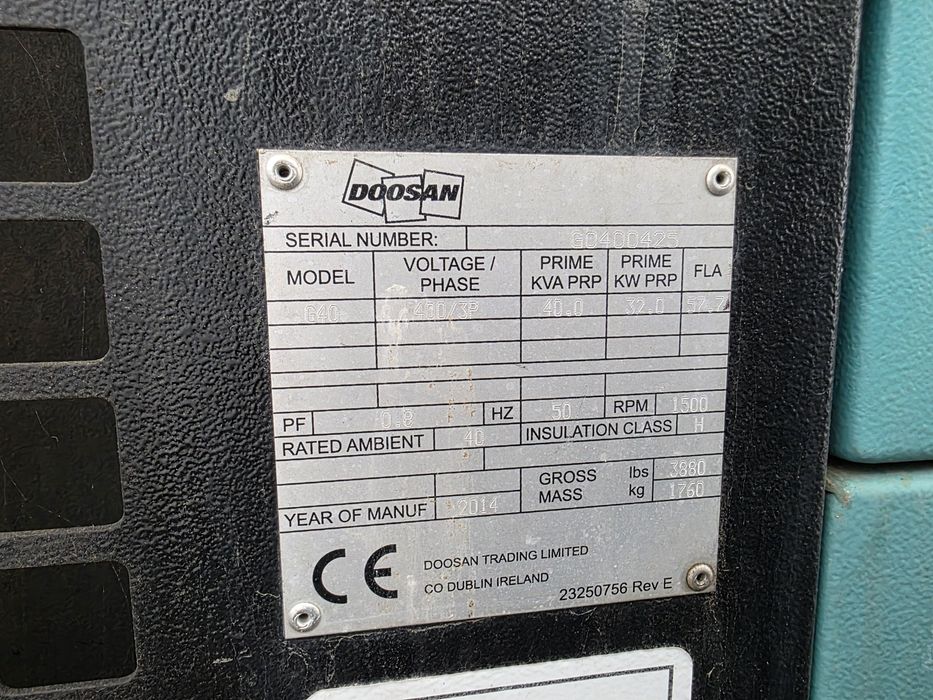 DOOSAN
SERIAL NUMBER: G0400425
MODEL VOLTAGE / PHASE PRIME KVA PRP PRIME KW PRP FLA
G40 400/3P 40.0 32.0 57.7
PF 0.8 HZ 50 RPM 1500
RATED AMBIENT 40 INSULATION CLASS H
GROSS MASS lbs 3880
kg 1760
YEAR OF MANUF 2014
CE DOOSAN TRADING LIMITED
CO DUBLIN IRELAND
23250756 Rev E